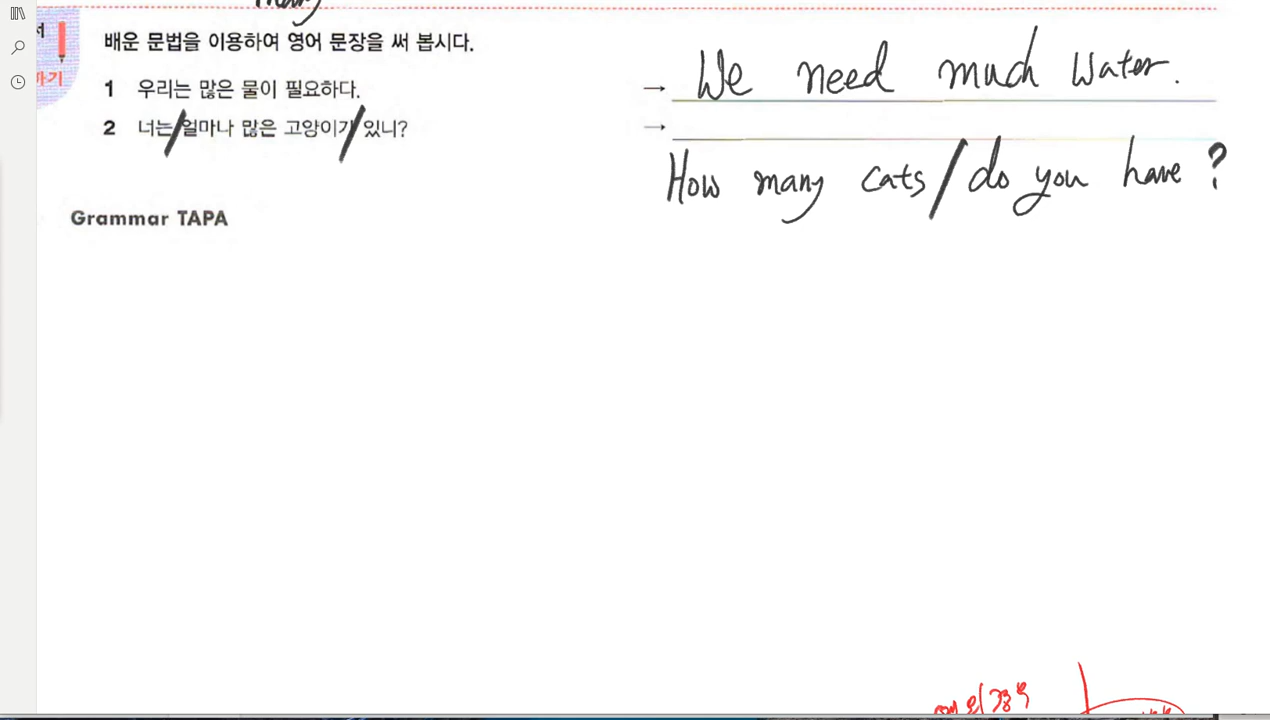 many
배운 문법을 이용하여 영어 문장을 써 봅시다.
1 우리는 많은 물이 필요하다.
→ We need much water.
2 너는/얼마나 많은 고양이가/있니?
→
How many cats/do you have?
Grammar TAPA